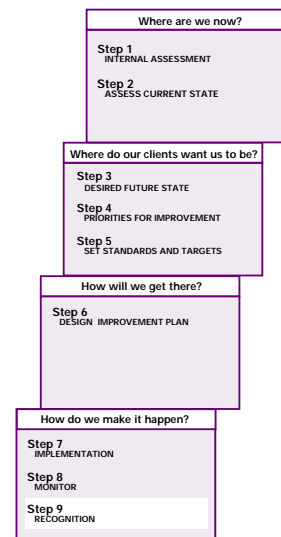 Where are we now?
Step 1
INTERNAL ASSESSMENT
Step 2
ASSESS CURRENT STATE
Where do our clients want us to be?
Step 3
DESIRED FUTURE STATE
Step 4
PRIORITIES FOR IMPROVEMENT
Step 5
SET STANDARDS AND TARGETS
How will we get there?
Step 6
DESIGN IMPROVEMENT PLAN
How do we make it happen?
Step 7
IMPLEMENTATION
Step 8
MONITOR
Step 9
RECOGNITION